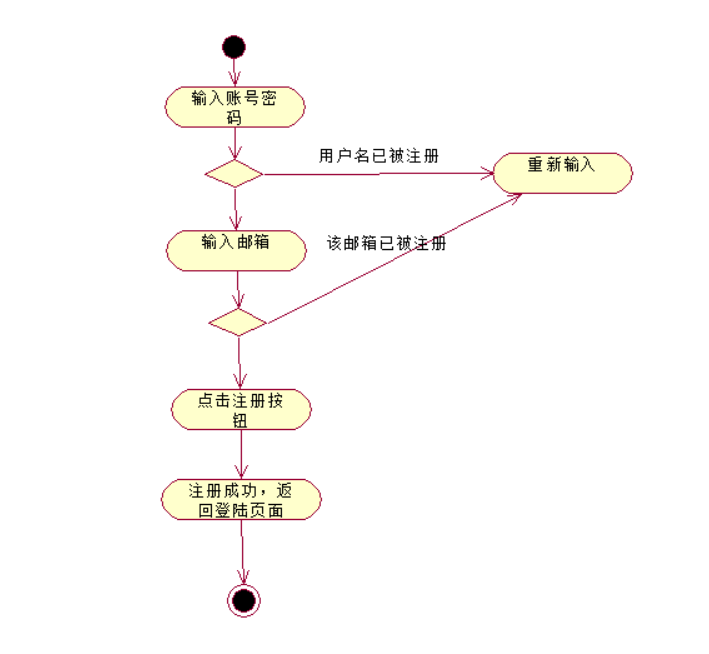 输入账号密
码
用户名已被注册
重新输入
输入邮箱
该邮箱已被注册
点击注册按
钮
注册成功，返
回登陆页面